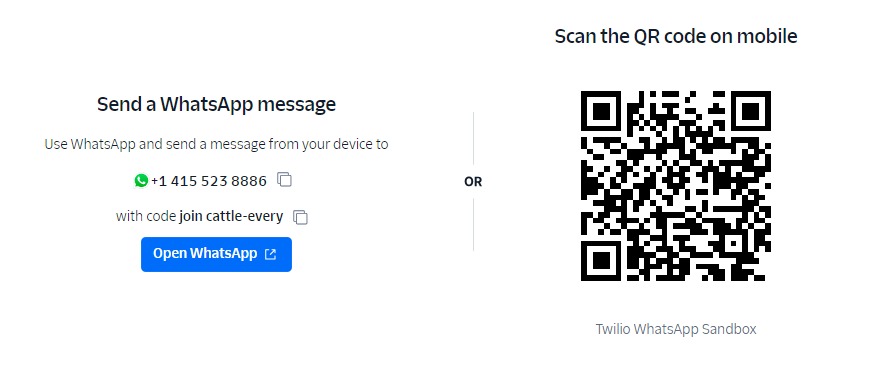 Send a WhatsApp message
Use WhatsApp and send a message from your device to
+1 415 523 8886
with code join cattle-every
Open WhatsApp
OR
Scan the QR code on mobile
Twilio WhatsApp Sandbox